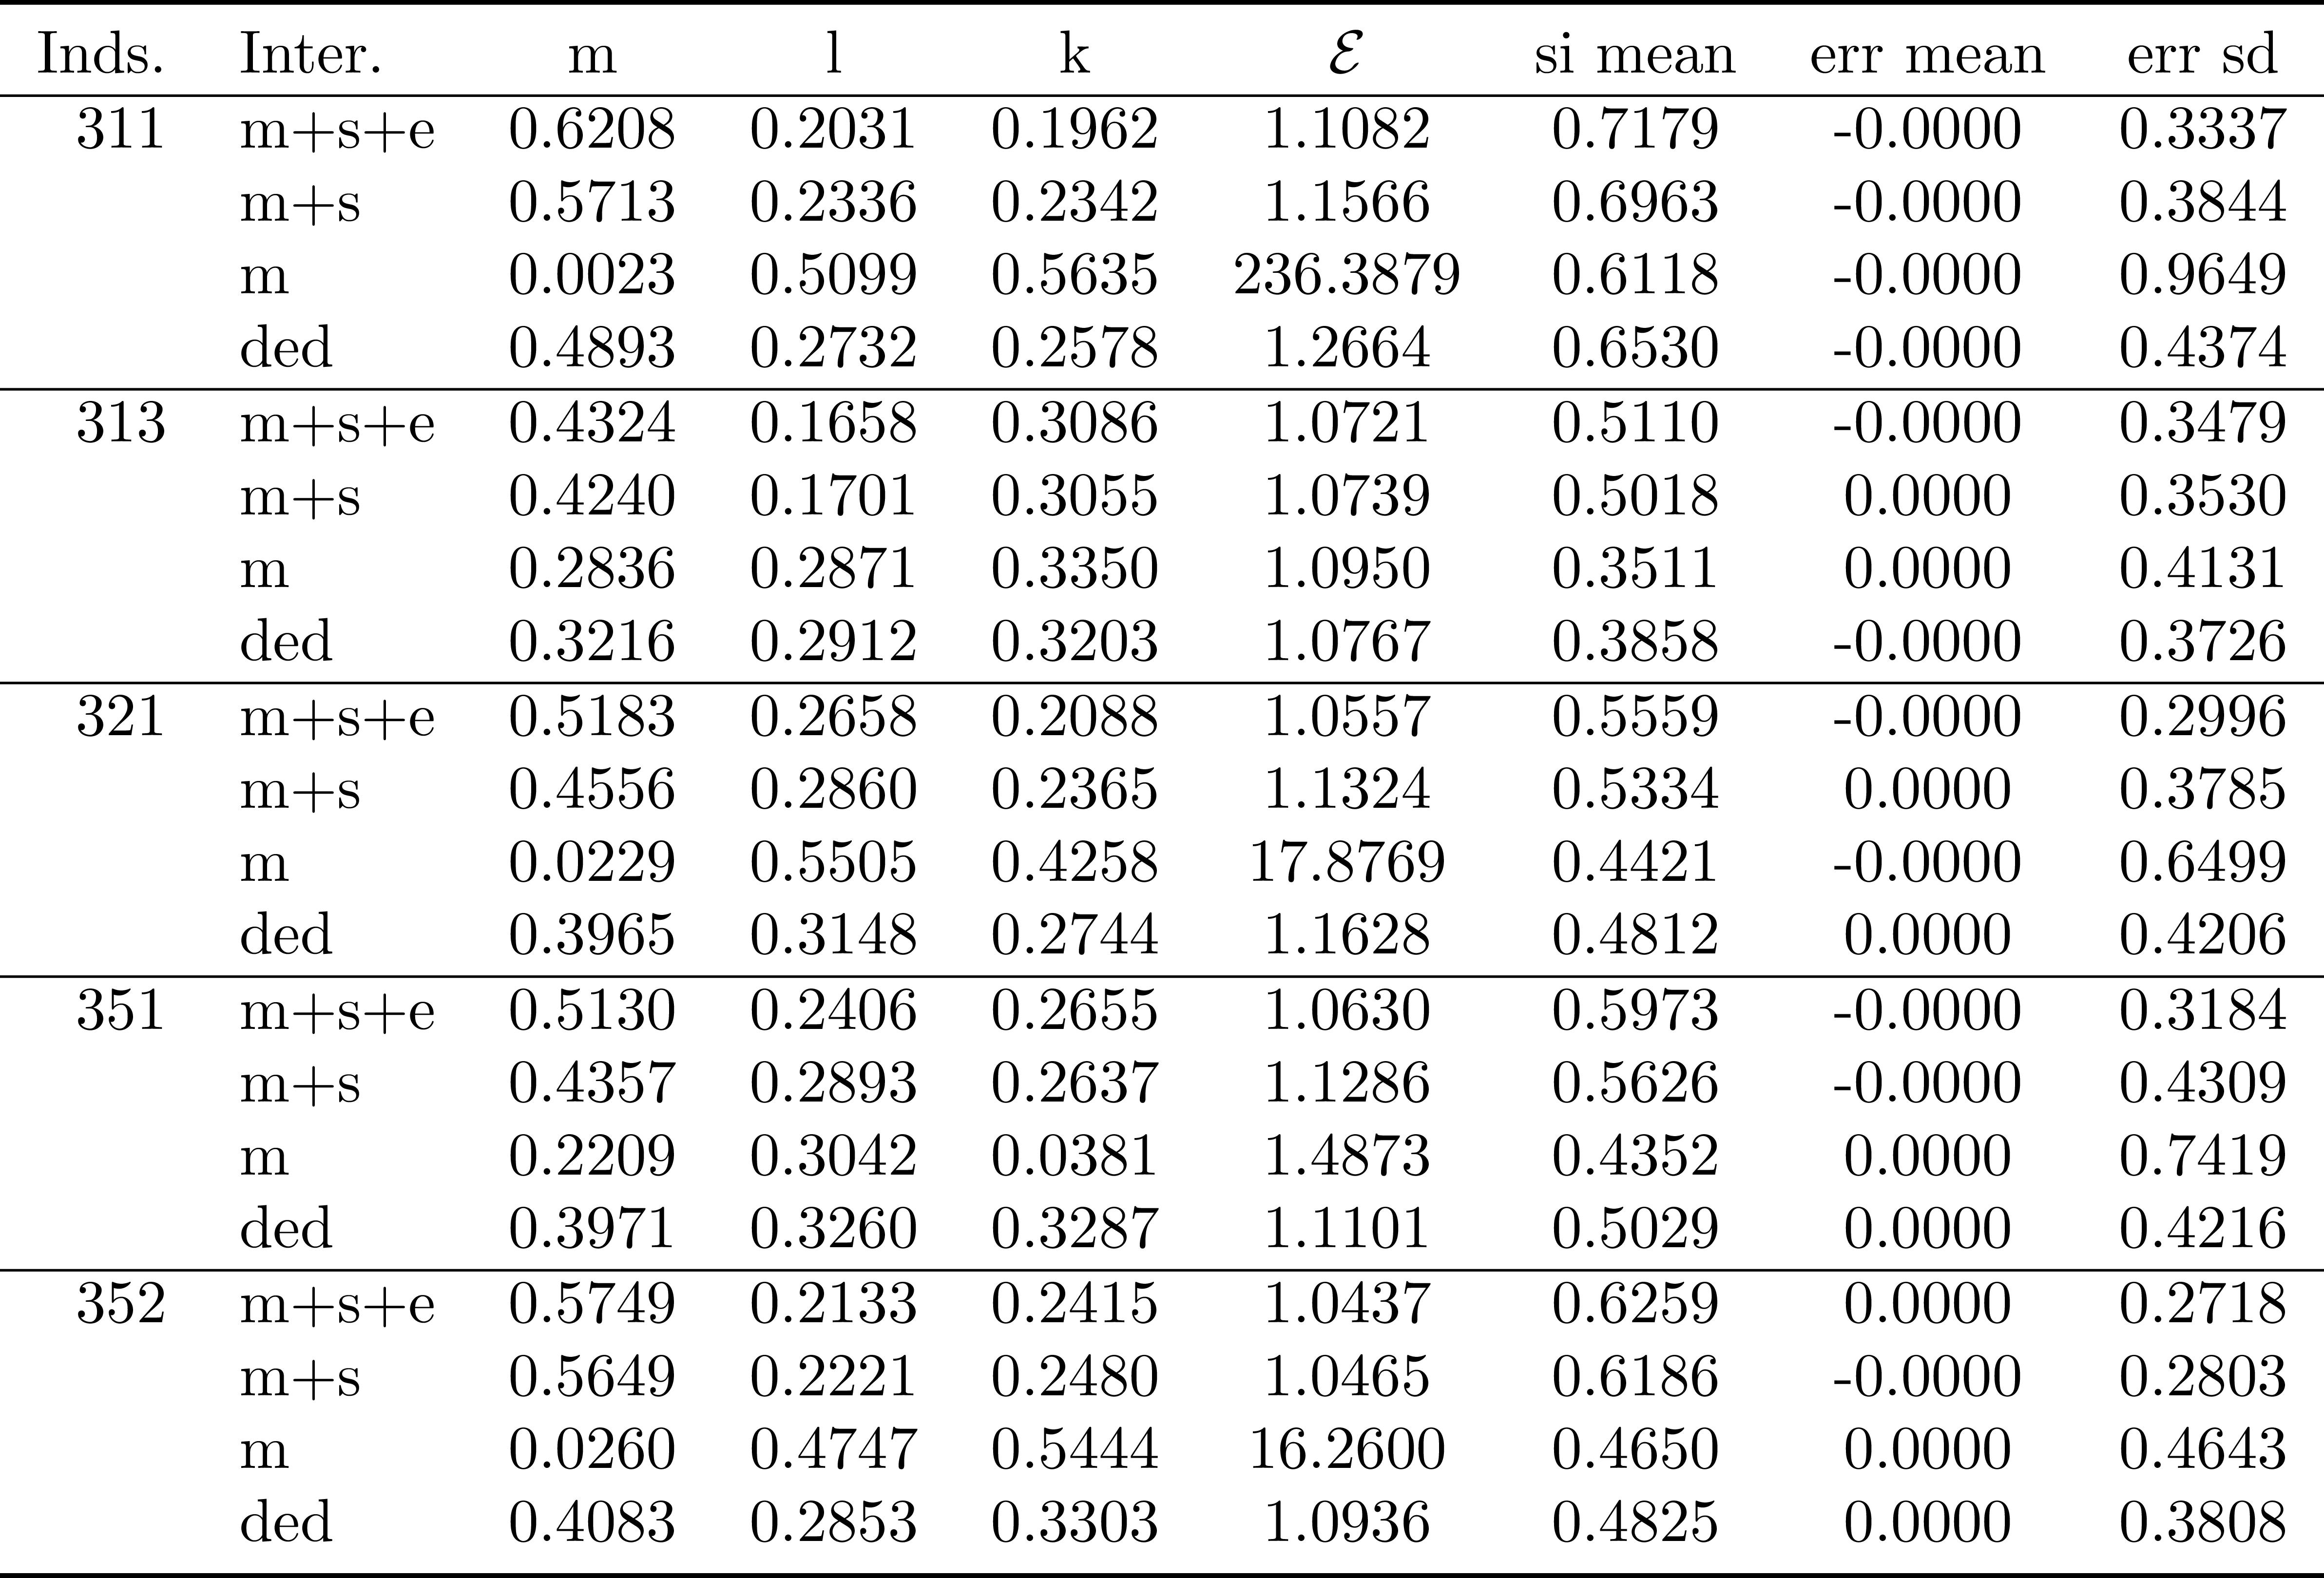 Inds. Inter. m l k ℰ si mean err mean err sd
311 m+s+e 0.6208 0.2031 0.1962 1.1082 0.7179 -0.0000 0.3337
m+s 0.5713 0.2336 0.2342 1.1566 0.6963 -0.0000 0.3844
m 0.0023 0.5099 0.5635 236.3879 0.6118 -0.0000 0.9649
ded 0.4893 0.2732 0.2578 1.2664 0.6530 -0.0000 0.4374
313 m+s+e 0.4324 0.1658 0.3086 1.0721 0.5110 -0.0000 0.3479
m+s 0.4240 0.1701 0.3055 1.0739 0.5018 0.0000 0.3530
m 0.2836 0.2871 0.3350 1.0950 0.3511 0.0000 0.4131
ded 0.3216 0.2912 0.3203 1.0767 0.3858 -0.0000 0.3726
321 m+s+e 0.5183 0.2658 0.2088 1.0557 0.5559 -0.0000 0.2996
m+s 0.4556 0.2860 0.2365 1.1324 0.5334 0.0000 0.3785
m 0.0229 0.5505 0.4258 17.8769 0.4421 -0.0000 0.6499
ded 0.3965 0.3148 0.2744 1.1628 0.4812 0.0000 0.4206
351 m+s+e 0.5130 0.2406 0.2655 1.0630 0.5973 -0.0000 0.3184
m+s 0.4357 0.2893 0.2637 1.1286 0.5626 -0.0000 0.4309
m 0.2209 0.3042 0.0381 1.4873 0.4352 0.0000 0.7419
ded 0.3971 0.3260 0.3287 1.1101 0.5029 0.0000 0.4216
352 m+s+e 0.5749 0.2133 0.2415 1.0437 0.6259 0.0000 0.2718
m+s 0.5649 0.2221 0.2480 1.0465 0.6186 -0.0000 0.2803
m 0.0260 0.4747 0.5444 16.2600 0.4650 0.0000 0.4643
ded 0.4083 0.2853 0.3303 1.0936 0.4825 0.0000 0.3808